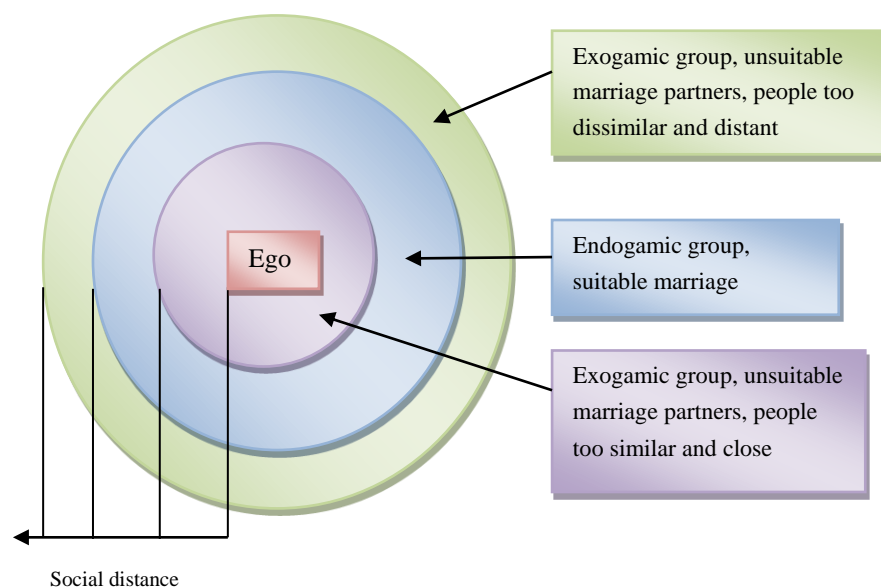 Exogamic group, unsuitable
marriage partners, people too
dissimilar and distant
Ego
Endogamic group,
suitable marriage
Exogamic group, unsuitable
marriage partners, people
too similar and close
Social distance